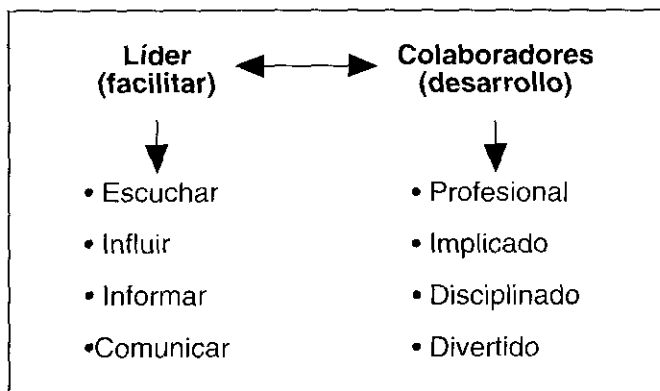 Líder
(facilitar)
Colaboradores
(desarrollo)
• Escuchar
• Influir
• Informar
•Comunicar
• Profesional
• Implicado
• Disciplinado
• Divertido